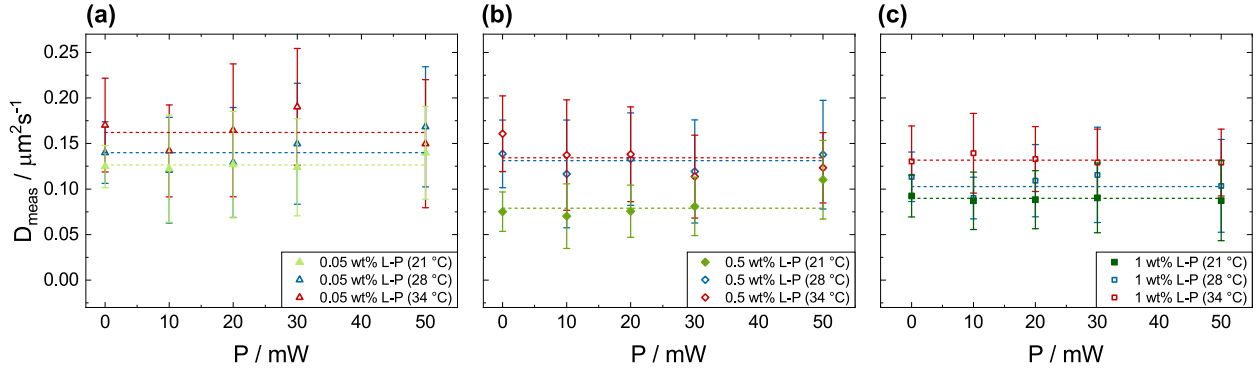 (a)
(b)
(c)
0.25
0.20
0.15
0.10
0.05
0.00
D_meas / μm²s⁻¹
0.05 wt% L-P (21 °C)
0.05 wt% L-P (28 °C)
0.05 wt% L-P (34 °C)
0.5 wt% L-P (21 °C)
0.5 wt% L-P (28 °C)
0.5 wt% L-P (34 °C)
1 wt% L-P (21 °C)
1 wt% L-P (28 °C)
1 wt% L-P (34 °C)
0 10 20 30 40 50
0 10 20 30 40 50
0 10 20 30 40 50
P / mW
P / mW
P / mW